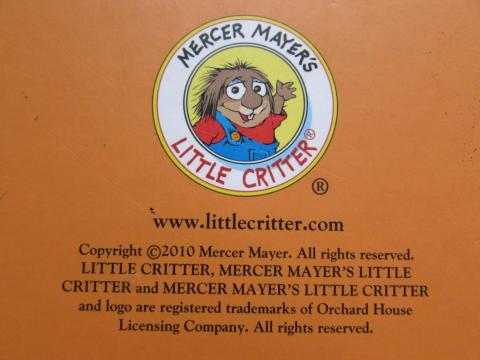 MERCER MAYER'S
LITTLE CRITTER®
®
www.littlecritter.com
Copyright ©2010 Mercer Mayer. All rights reserved.
LITTLE CRITTER, MERCER MAYER'S LITTLE
CRITTER and MERCER MAYER'S LITTLE CRITTER
and logo are registered trademarks of Orchard House
Licensing Company. All rights reserved.